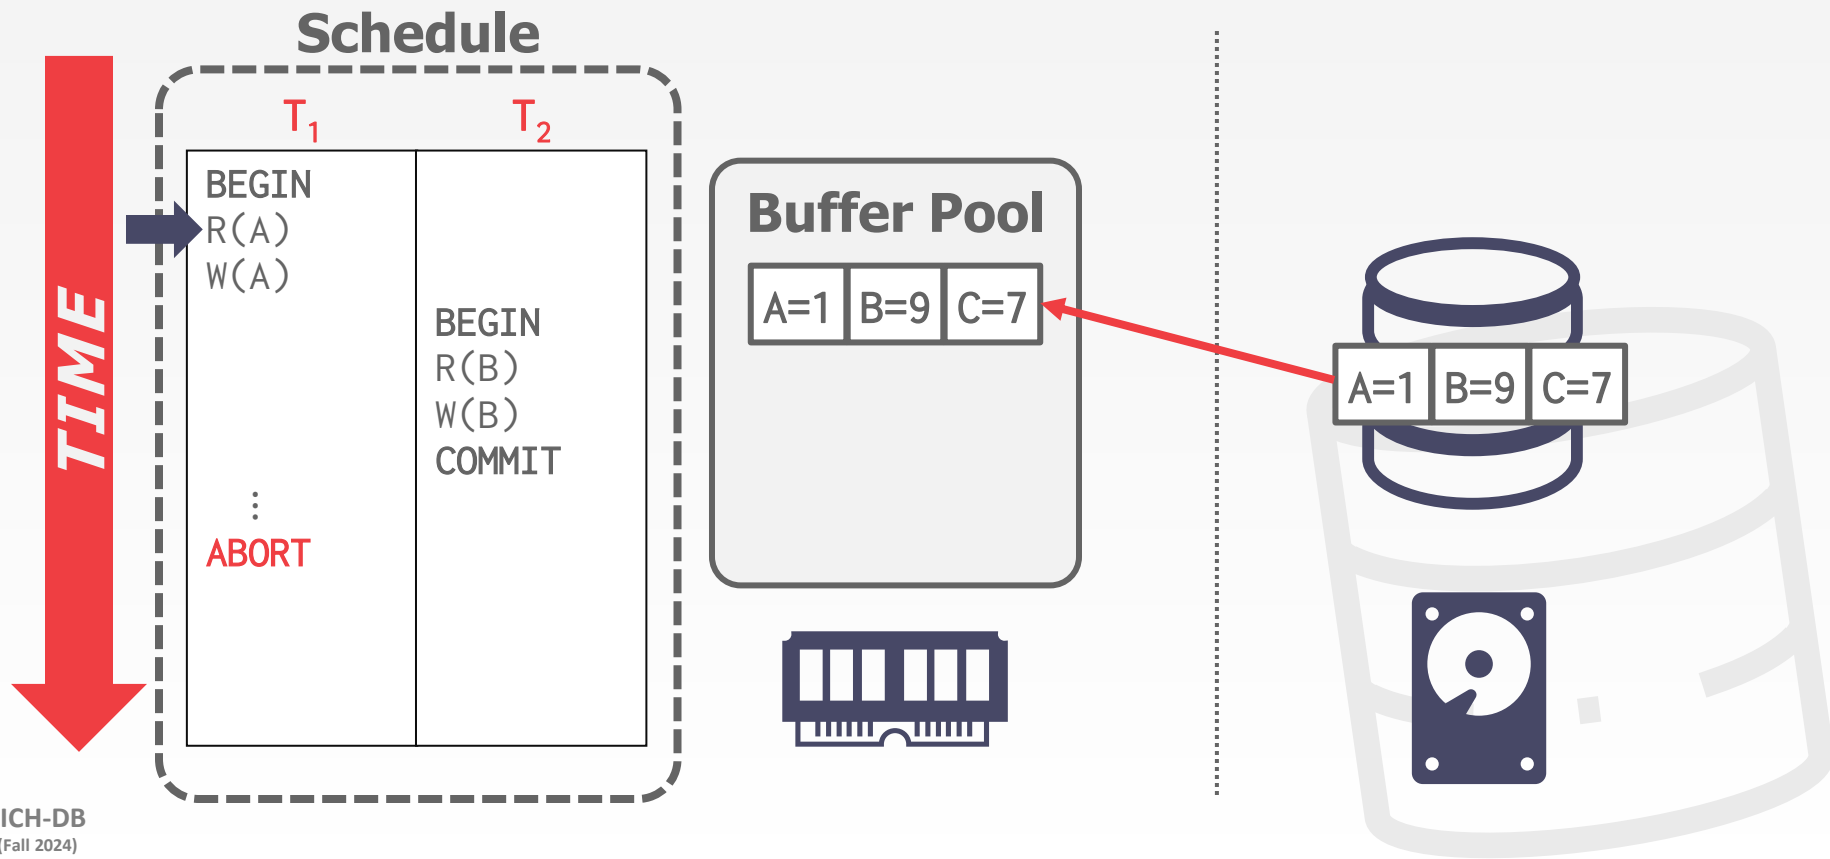 Schedule
TIME
T1 T2
BEGIN
R(A)
W(A)
BEGIN
R(B)
W(B)
COMMIT
⋮
ABORT
Buffer Pool
A=1 B=9 C=7
A=1 B=9 C=7
ICH-DB
(Fall 2024)